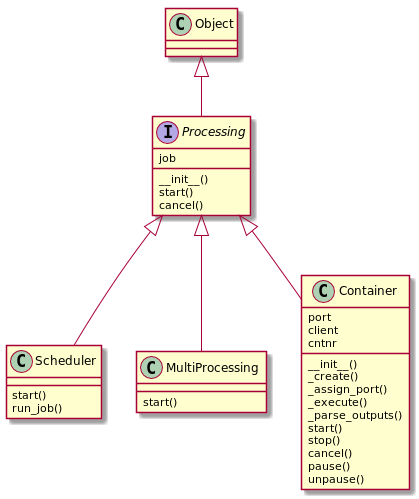 C Object
I Processing
job
__init__()
start()
cancel()
C Scheduler
start()
run_job()
C MultiProcessing
start()
C Container
port
client
cntnr
__init__()
_create()
_assign_port()
_execute()
_parse_outputs()
start()
stop()
cancel()
pause()
unpause()